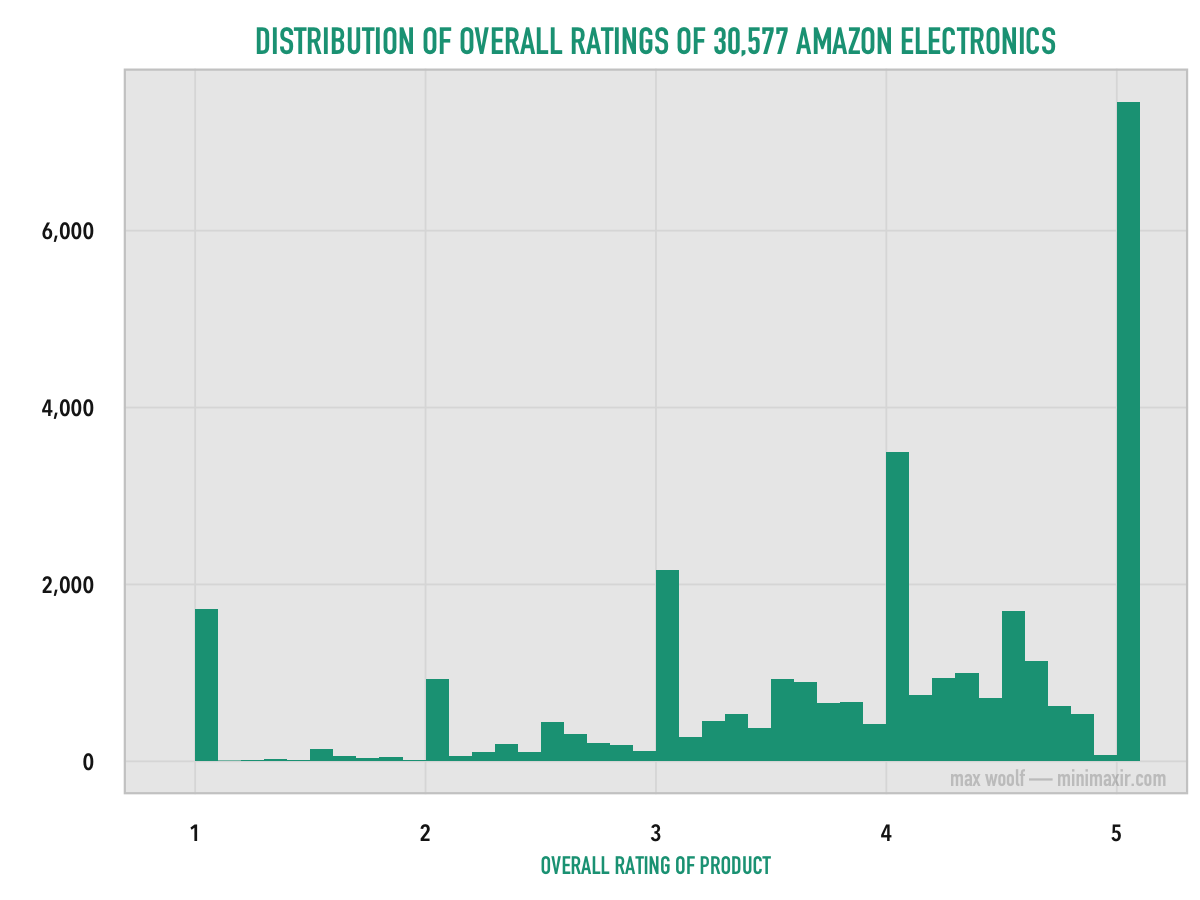 DISTRIBUTION OF OVERALL RATINGS OF 30,577 AMAZON ELECTRONICS
6,000
4,000
2,000
0
max woolf — minimaxir.com
1 2 3 4 5
OVERALL RATING OF PRODUCT